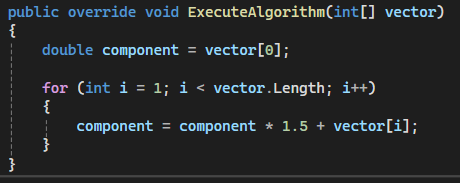 public override void ExecuteAlgorithm(int[] vector)
{
double component = vector[0];
for (int i = 1; i < vector.Length; i++)
{
component = component * 1.5 + vector[i];
}
}